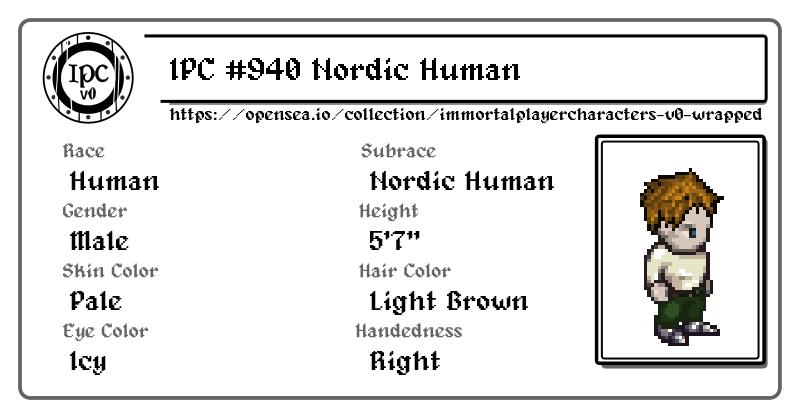 IPC
v0
IPC #940 Nordic Human
https://opensea.io/collection/immortalplayercharacters-v0-wrapped
Race
Subrace
Human
Nordic Human
Gender
Height
Male
5'7"
Skin Color
Hair Color
Pale
Light Brown
Eye Color
Handedness
Icy
Right